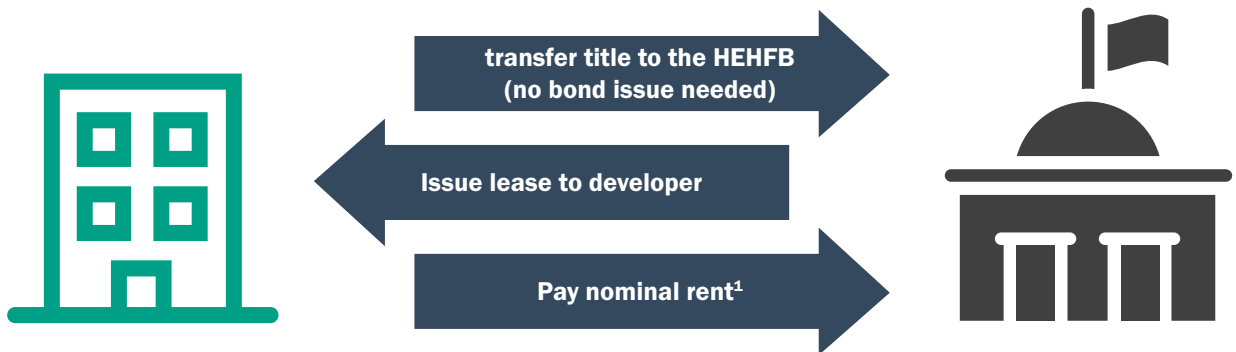 transfer title to the HEHFB
(no bond issue needed)
Issue lease to developer
Pay nominal rent¹